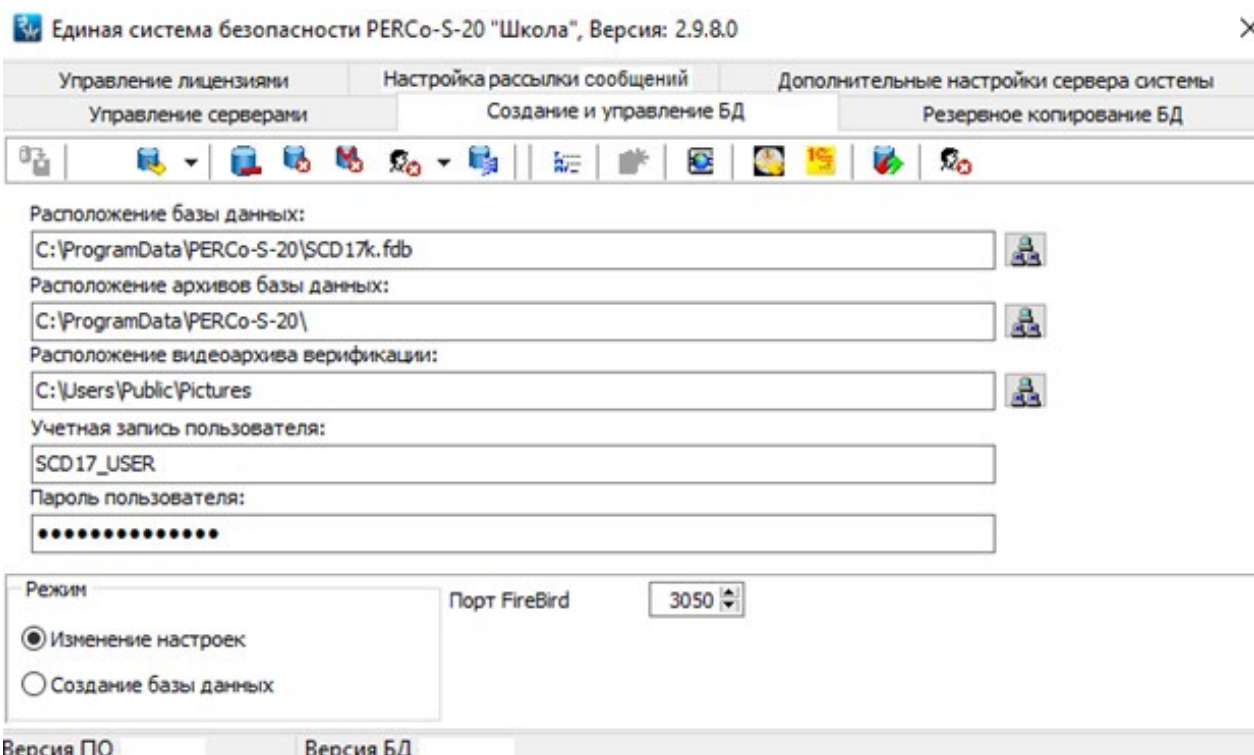 Единая система безопасности PERCo-S-20 "Школа", Версия: 2.9.8.0
Управление лицензиями Настройка рассылки сообщений Дополнительные настройки сервера системы
Управление серверами Создание и управление БД Резервное копирование БД
Расположение базы данных:
C:\ProgramData\PERCo-S-20\SCD17k.fdb
Расположение архивов базы данных:
C:\ProgramData\PERCo-S-20\
Расположение видеоархива верификации:
C:\Users\Public\Pictures
Учетная запись пользователя:
SCD17_USER
Пароль пользователя:
Режим
Порт FireBird 3050
Изменение настроек
Создание базы данных
Версия ПО Версия БД